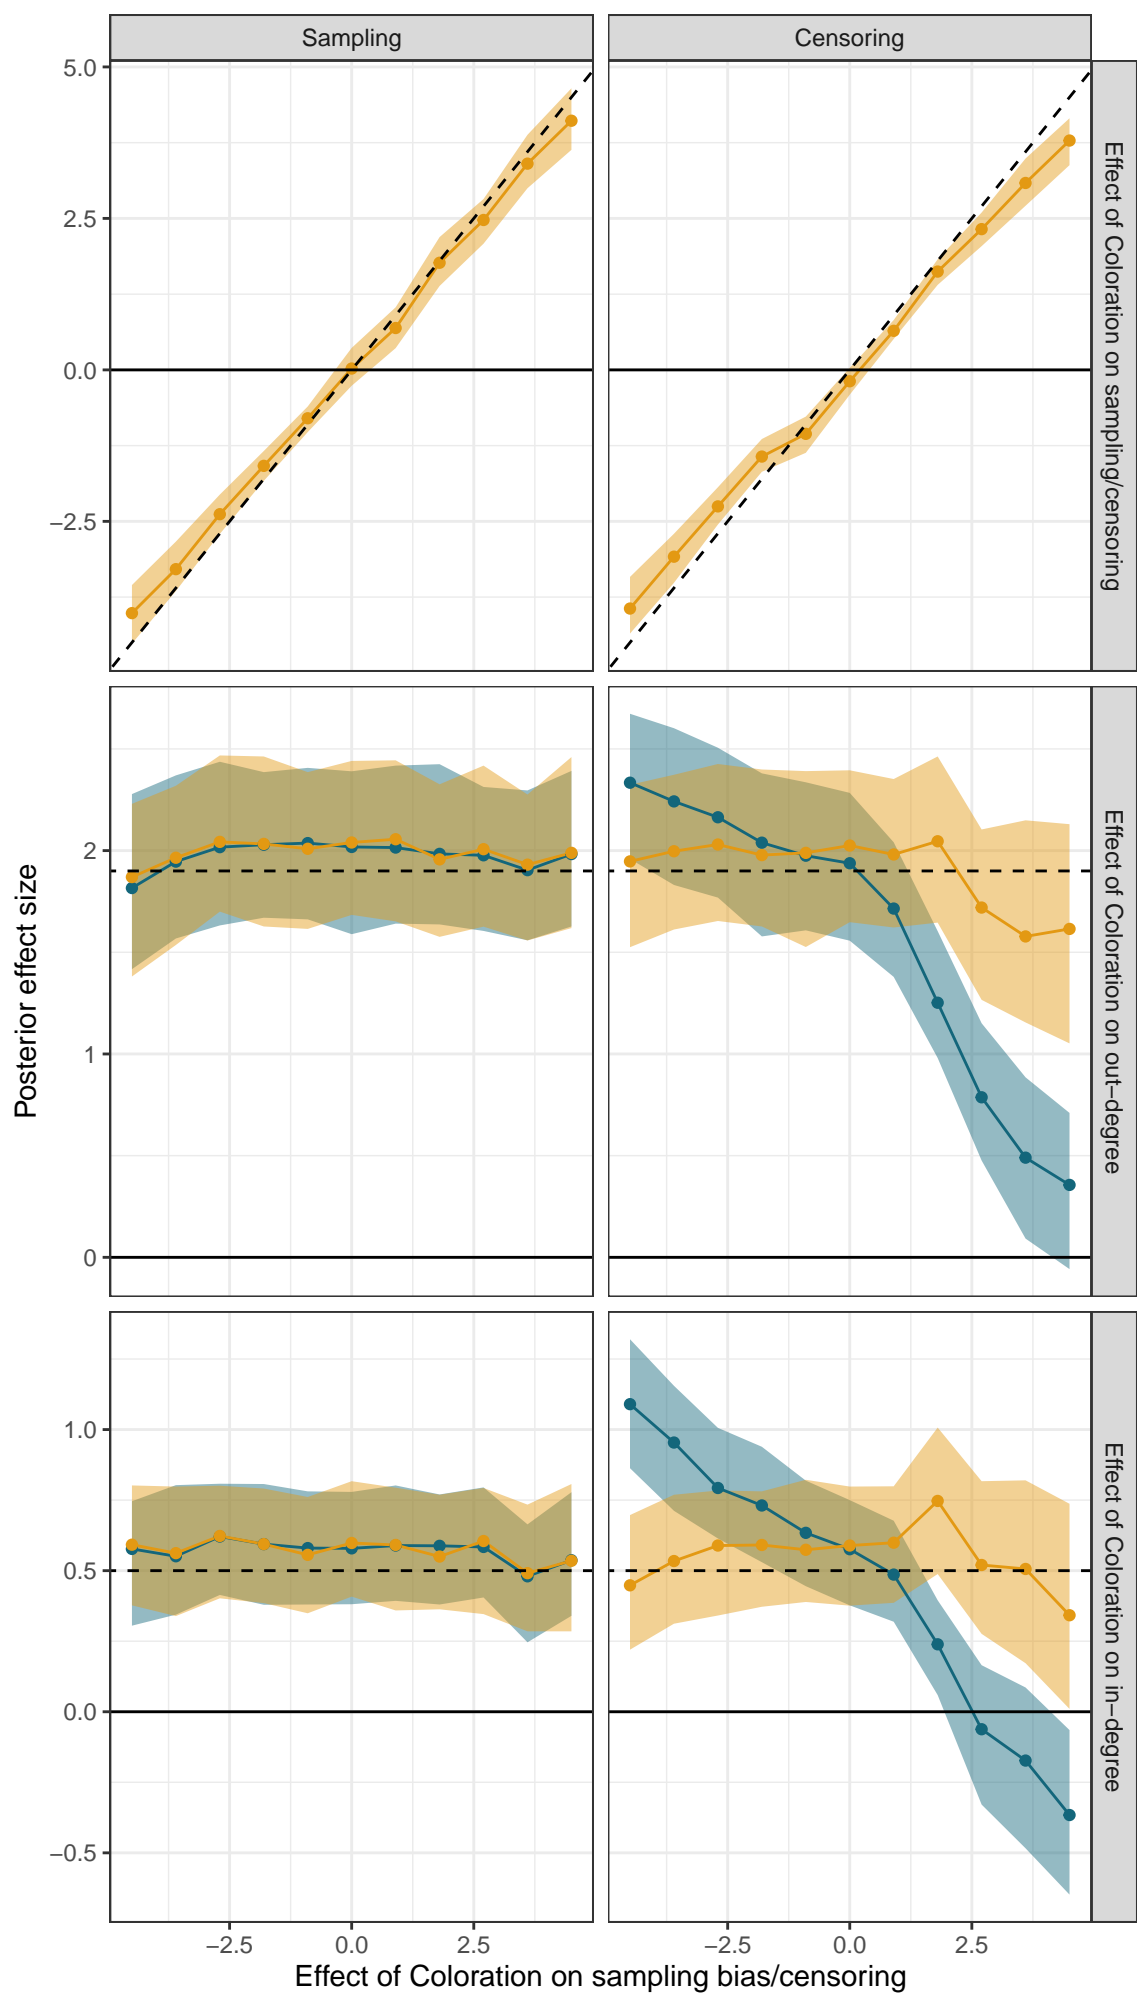 Sampling
Censoring
5.0
2.5
0.0
−2.5
Effect of Coloration on sampling/censoring
2
1
0
Effect of Coloration on out−degree
Posterior effect size
1.0
0.5
0.0
−0.5
Effect of Coloration on in−degree
−2.5
0.0
2.5
−2.5
0.0
2.5
Effect of Coloration on sampling bias/censoring